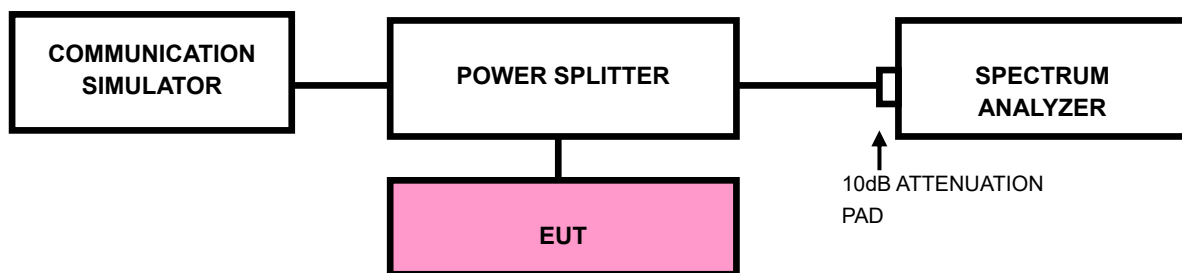 COMMUNICATION
SIMULATOR
POWER SPLITTER
SPECTRUM
ANALYZER
10dB ATTENUATION
PAD
EUT